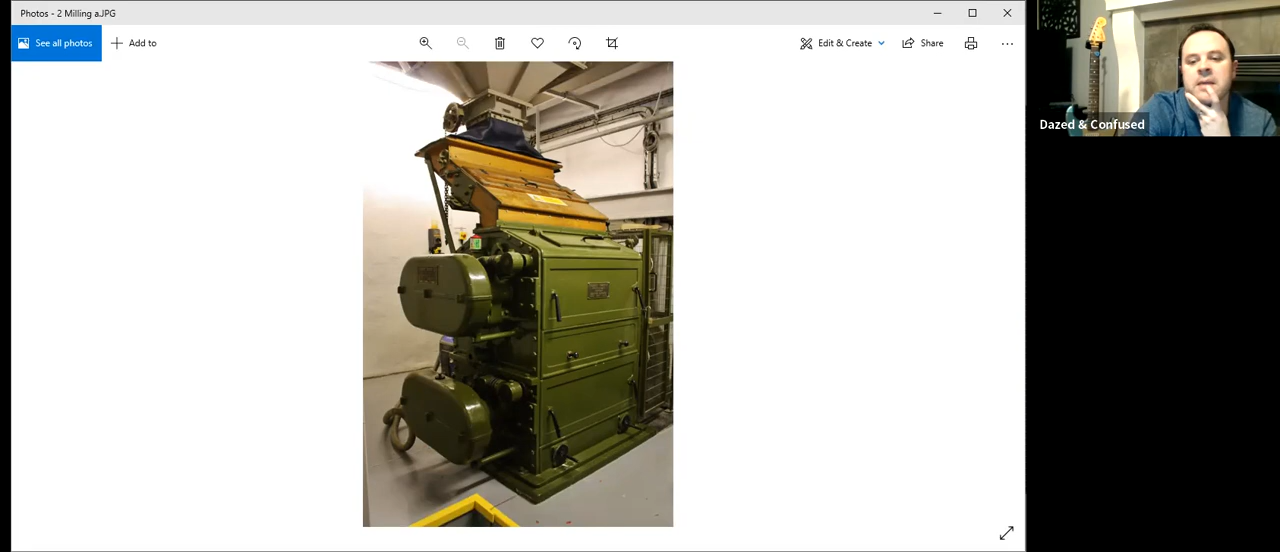 Photos - 2 Milling a.JPG
See all photos
Add to
Edit & Create
Share
Dazed & Confused